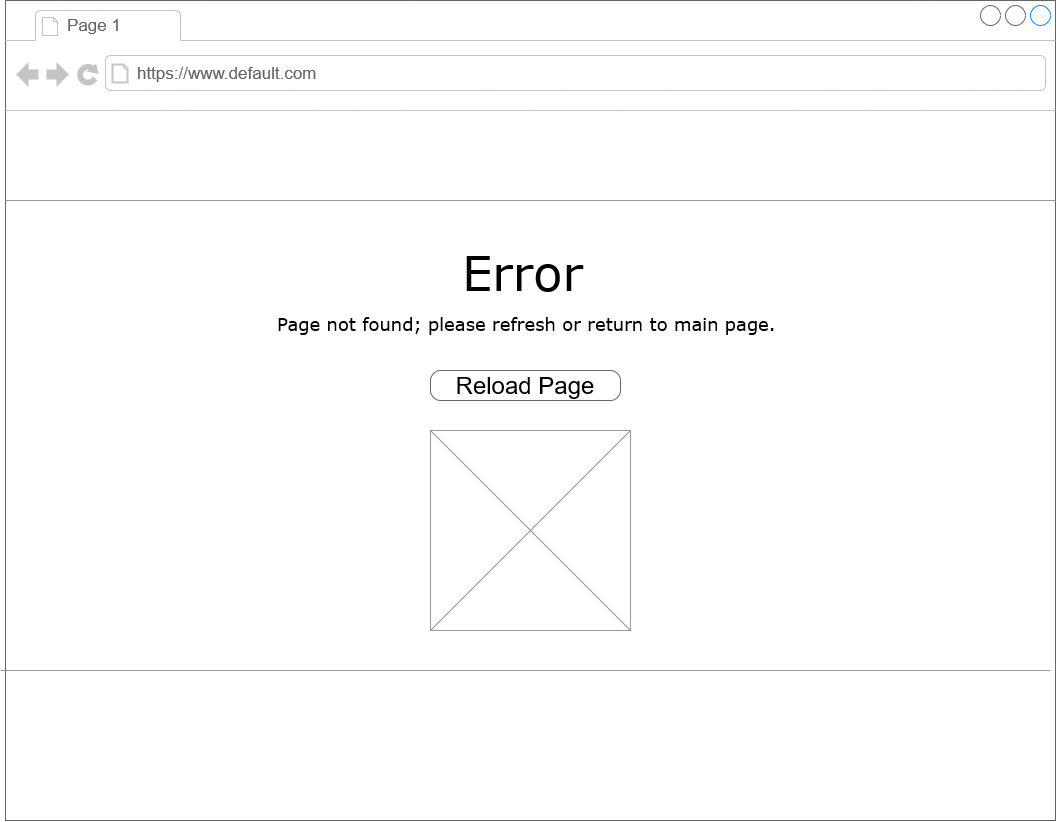 Page 1
https://www.default.com
Error
Page not found; please refresh or return to main page.
Reload Page